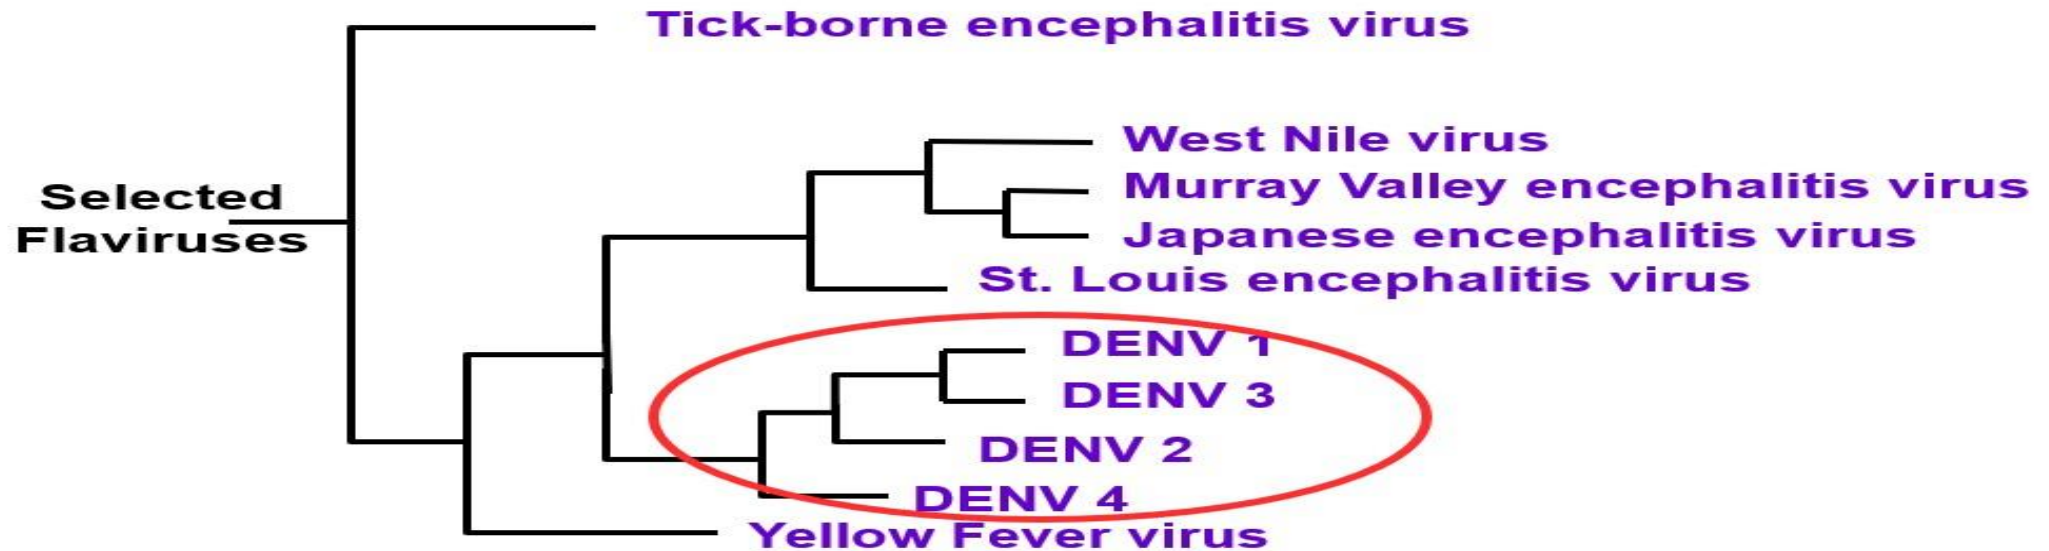 Tick-borne encephalitis virus
West Nile virus
Murray Valley encephalitis virus
Selected
Flaviruses
Japanese encephalitis virus
St. Louis encephalitis virus
DENV 1
DENV 3
DENV 2
DENV 4
Yellow Fever virus